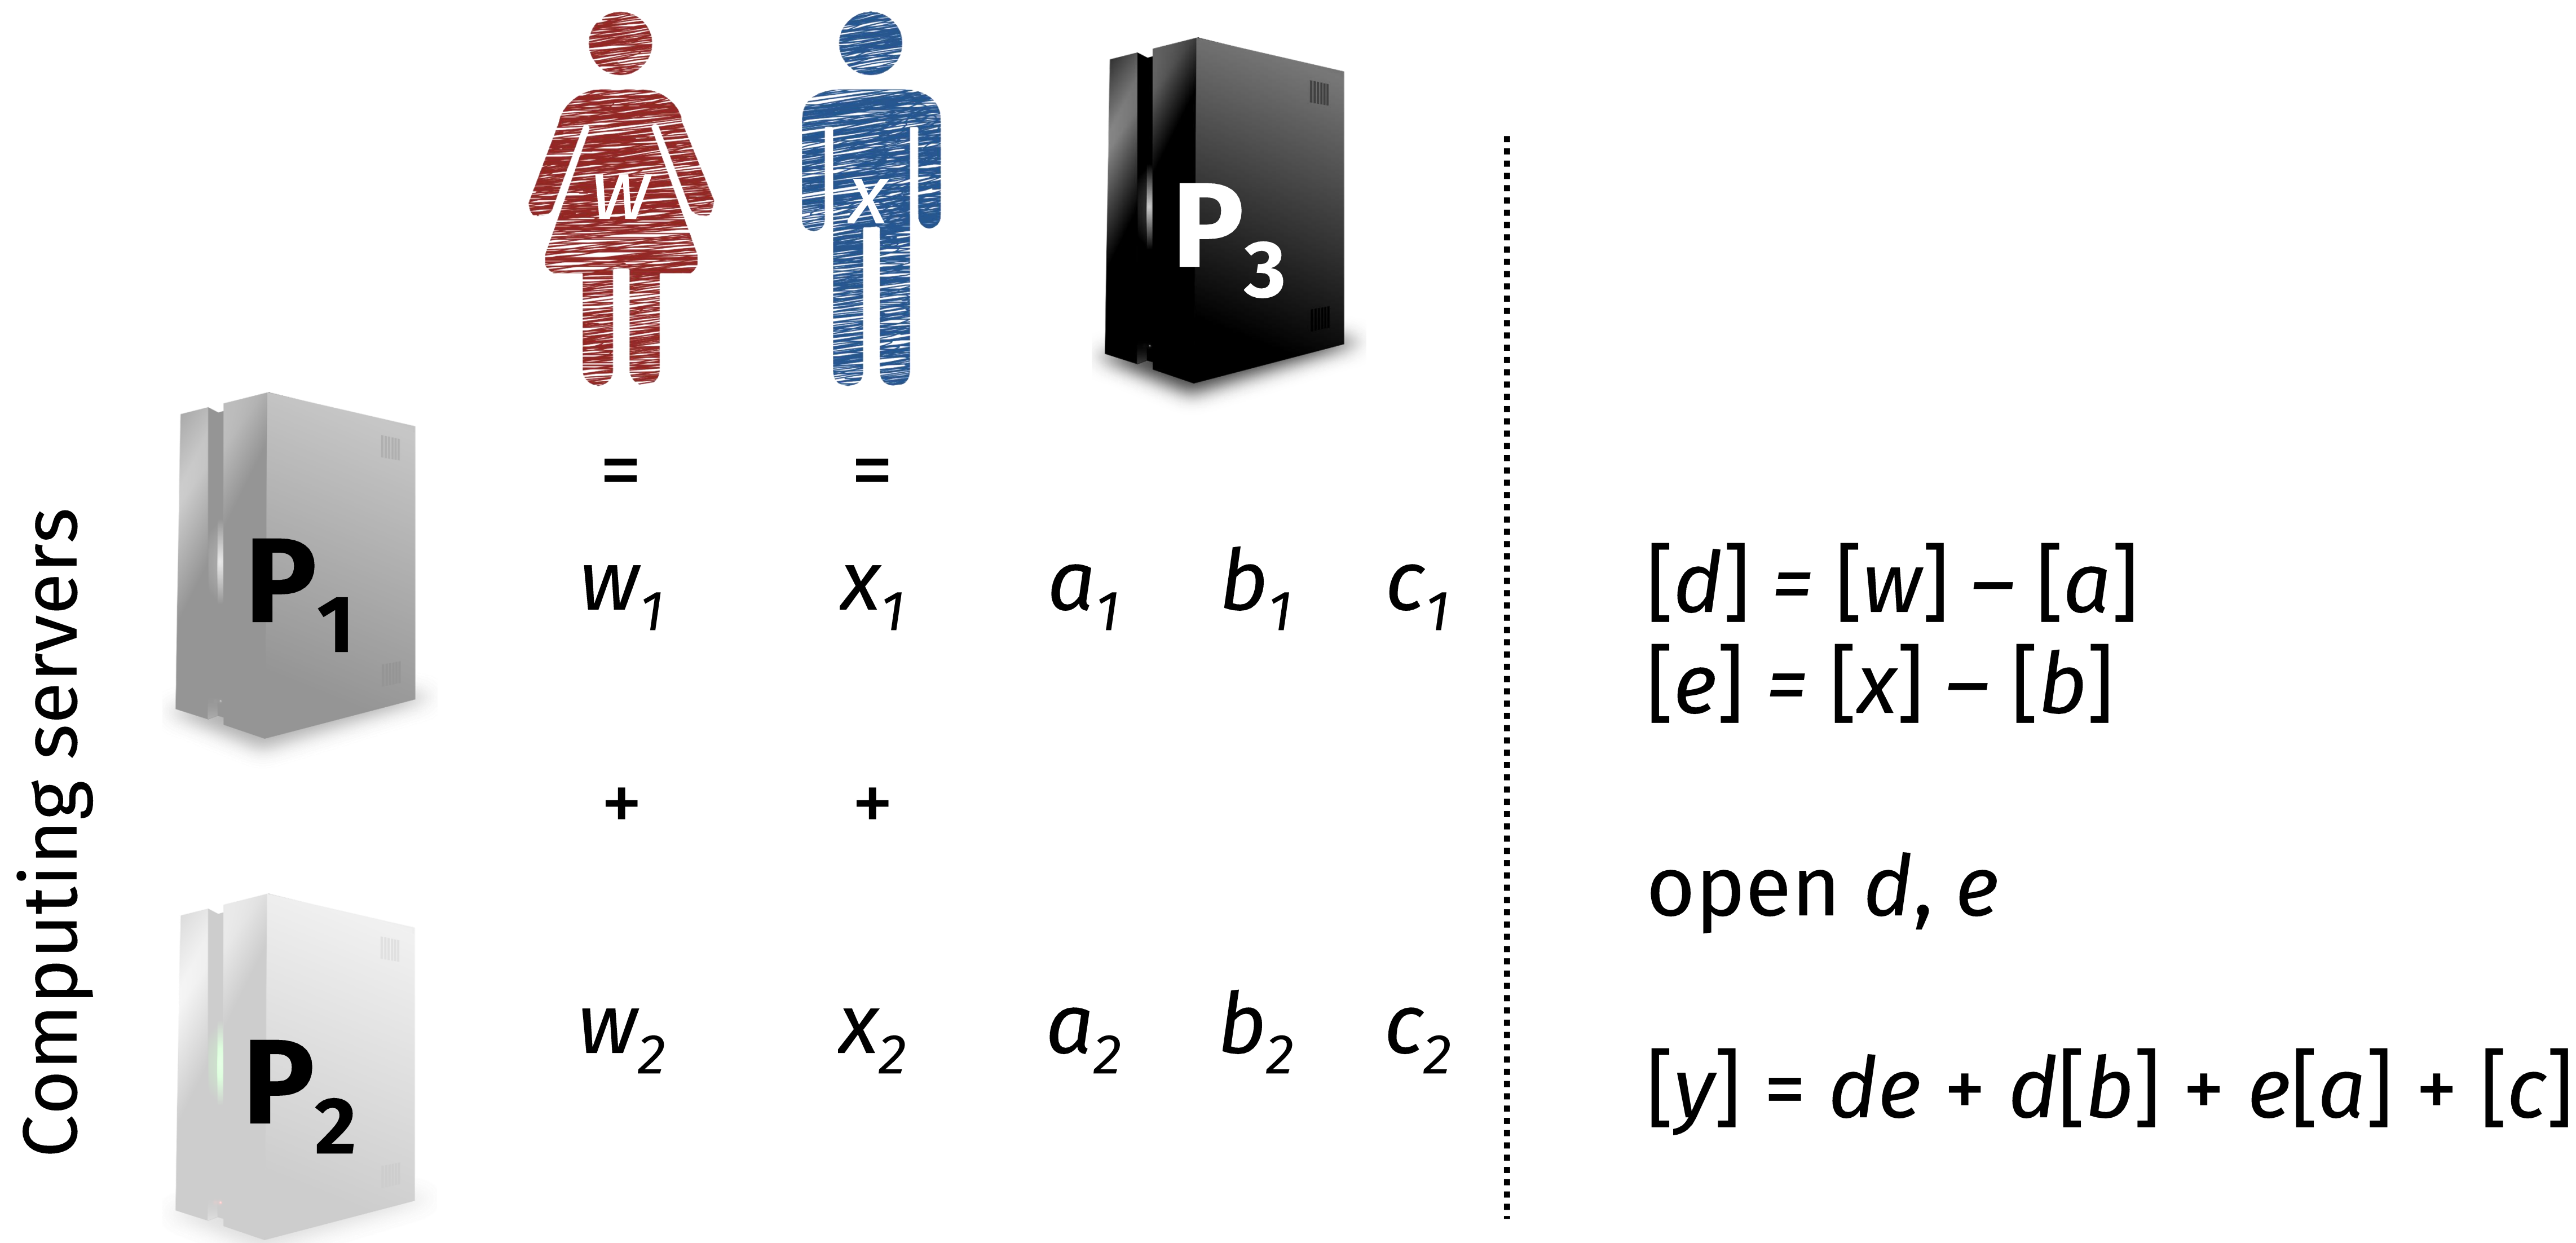 w x P₃
= =
P₁ w₁ x₁ a₁ b₁ c₁
+ +
P₂ w₂ x₂ a₂ b₂ c₂
Computing servers
[d] = [w] – [a]
[e] = [x] – [b]
open d, e
[y] = de + d[b] + e[a] + [c]